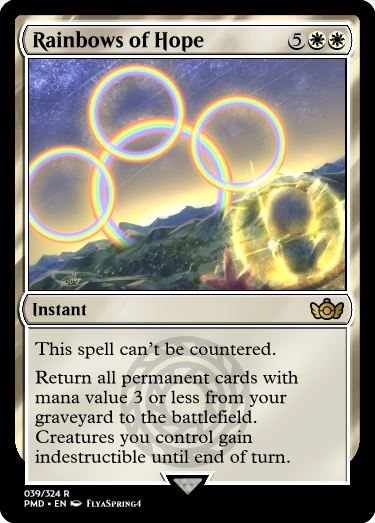 Rainbows of Hope 5
Instant
This spell can't be countered.
Return all permanent cards with
mana value 3 or less from your
graveyard to the battlefield.
Creatures you control gain
indestructible until end of turn.
039/324 R
PMD • EN FlyaSpring4